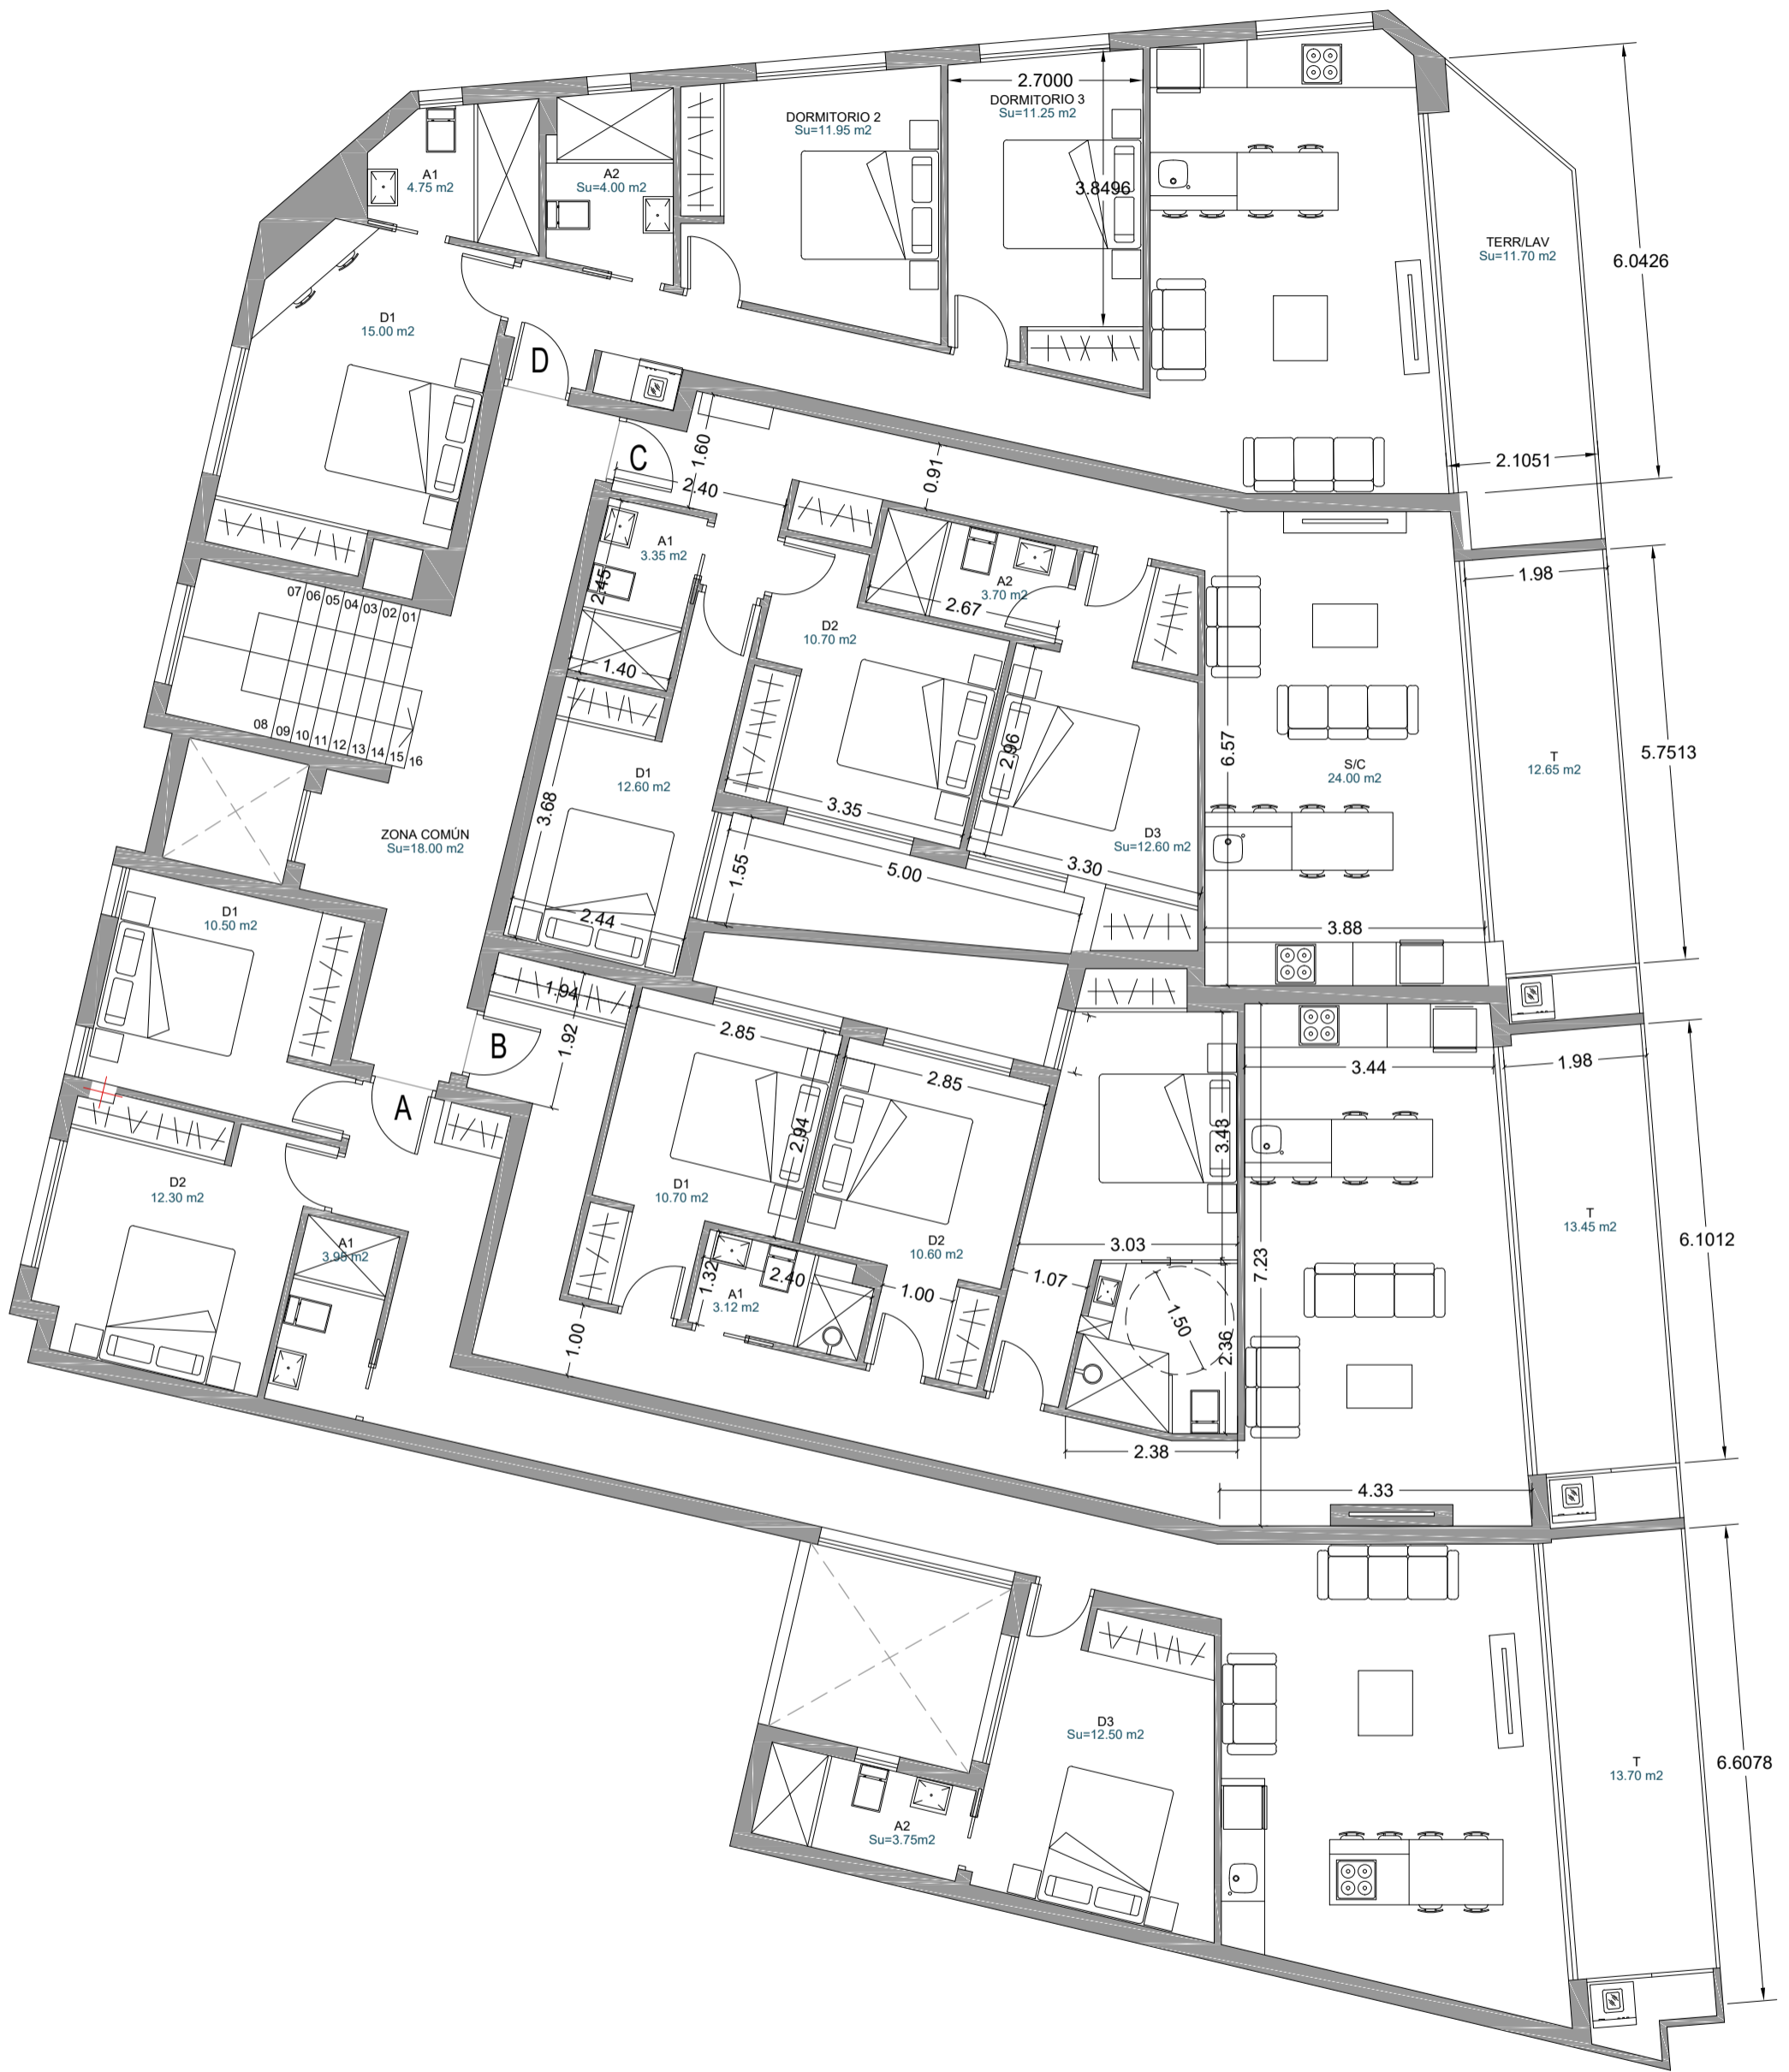 2.7000
DORMITORIO 2
Su=11.95 m2
DORMITORIO 3
Su=11.25 m2
A1
4.75 m2
A2
Su=4.00 m2
3.8496
TERR/LAV
Su=11.70 m2
6.0426
D1
15.00 m2
D
C
1.60
2.40
0.91
2.1051
A1
3.35 m2
2.45
1.40
A2
3.70 m2
2.67
1.98
07
06
05
04
03
02
01
08
09
10
11
12
13
14
15
16
D2
10.70 m2
2.96
6.57
S/C
24.00 m2
T
12.65 m2
5.7513
D1
12.60 m2
3.68
3.35
D3
Su=12.60 m2
3.30
ZONA COMÚN
Su=18.00 m2
1.55
5.00
2.44
3.88
D1
10.50 m2
1.94
1.92
B
2.85
2.85
3.44
1.98
A
2.94
3.43
D2
12.30 m2
D1
10.70 m2
D2
10.60 m2
T
13.45 m2
6.1012
A1
3.95 m2
3.03
7.23
1.32
2.40
A1
3.12 m2
1.00
1.07
1.50
2.36
1.00
2.38
4.33
D3
Su=12.50 m2
T
13.70 m2
6.6078
A2
Su=3.75m2